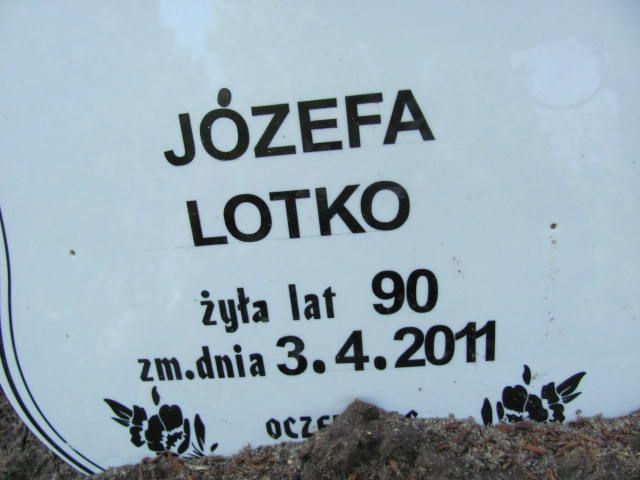 JÓZEFA
LOTKO
żyła lat 90
zm.dnia 3.4.2011